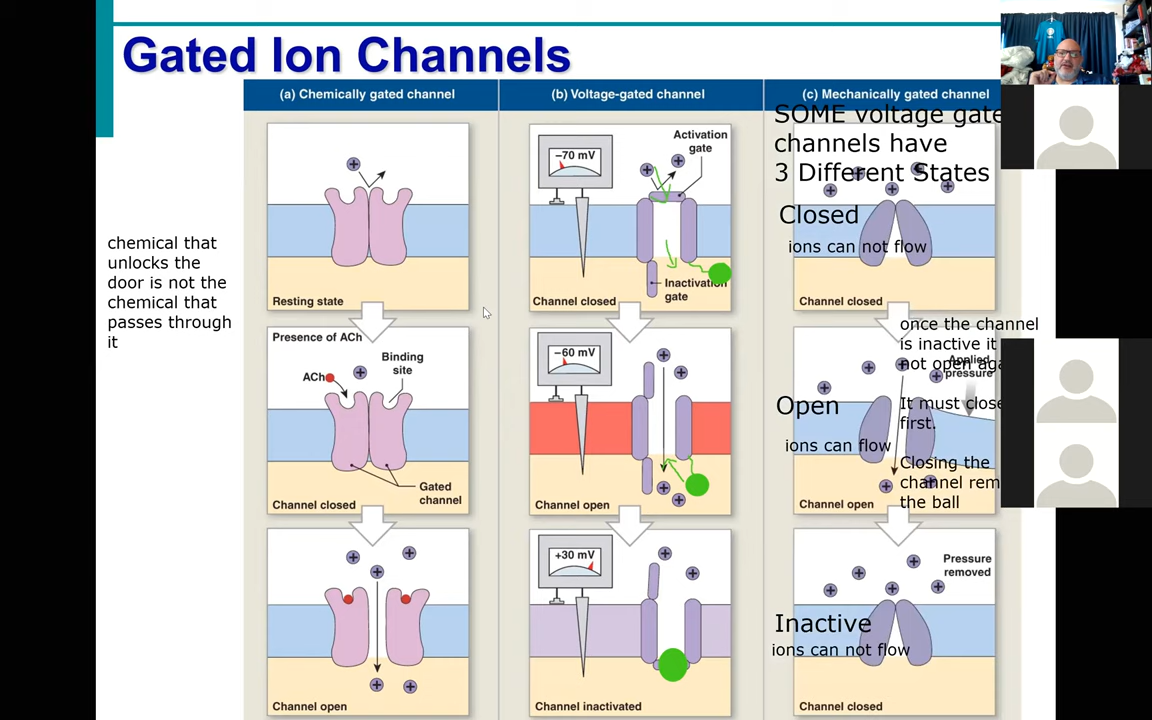 Gated Ion Channels
(a) Chemically gated channel
(b) Voltage-gated channel
(c) Mechanically gated channel
chemical that
unlocks the
door is not the
chemical that
passes through
it
Resting state
Presence of ACh
ACh
Binding
site
Gated
channel
Channel closed
Channel open
−70 mV
Activation
gate
Inactivation
gate
Channel closed
−60 mV
Channel open
+30 mV
Channel inactivated
SOME voltage gate
channels have
3 Different States
Closed
ions can not flow
Channel closed
once the channel
is inactive it
not open aga
Applied
pressure
Open
It must close
first.
ions can flow
Closing the
channel rem
the ball
Channel open
Pressure
removed
Inactive
ions can not flow
Channel closed